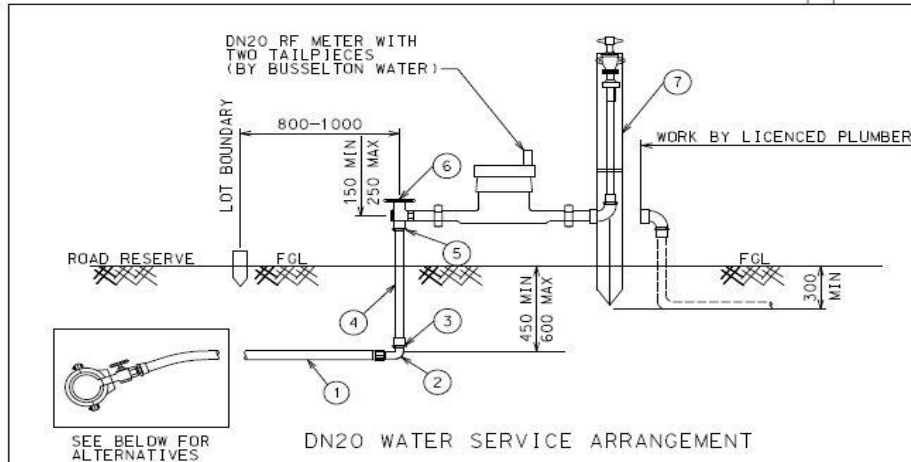 DN20 RF METER WITH
TWO TAILPIECES
(BY BUSSELTON WATER)
7
LOT BOUNDARY
800-1000
150 MIN
250 MAX
6
WORK BY LICENCED PLUMBER
5
ROAD RESERVE
FGL
FGL
4
450 MIN
600 MAX
300
MIN
3
1
2
SEE BELOW FOR
ALTERNATIVES
DN20 WATER SERVICE ARRANGEMENT